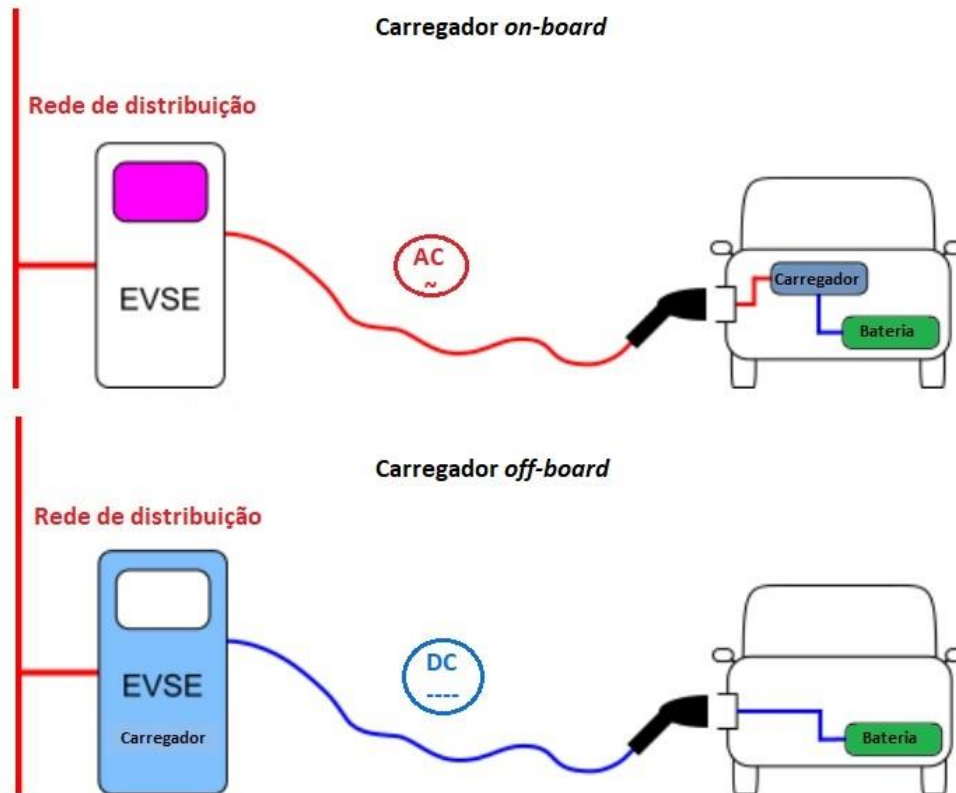 Carregador on-board
Rede de distribuição
EVSE
AC
~
Carregador
Bateria
Carregador off-board
Rede de distribuição
EVSE
Carregador
DC
----
Bateria